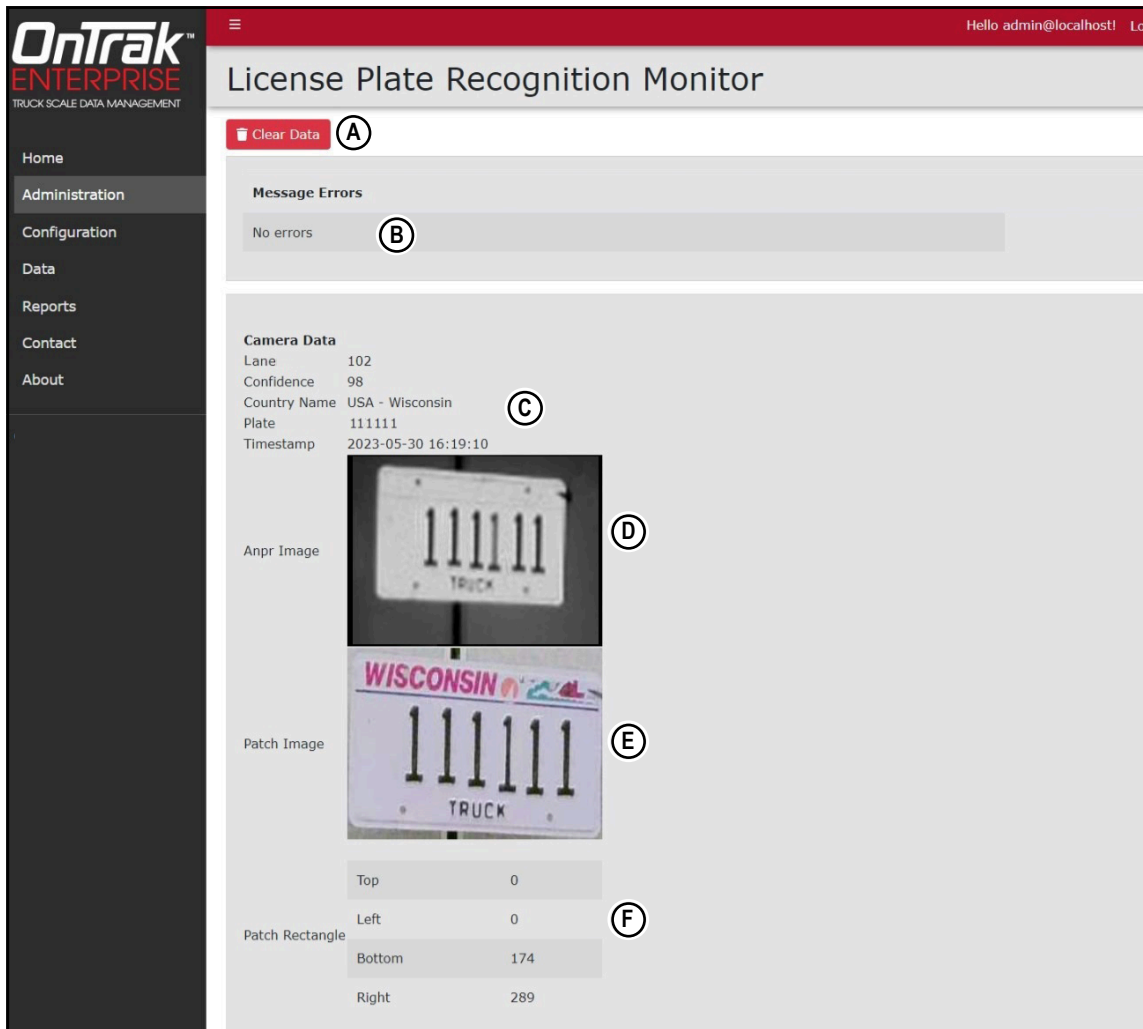 OnTrak™
ENTERPRISE
TRUCK SCALE DATA MANAGEMENT
Home
Administration
Configuration
Data
Reports
Contact
About
☰ Hello admin@localhost! Lo
License Plate Recognition Monitor
Clear Data A
Message Errors
No errors B
Camera Data
Lane 102
Confidence 98
Country Name USA - Wisconsin C
Plate 111111
Timestamp 2023-05-30 16:19:10
Anpr Image
111111
TRUCK
D
Patch Image
WISCONSIN
111111
TRUCK
E
Patch Rectangle
Top 0
Left 0
F
Bottom 174
Right 289